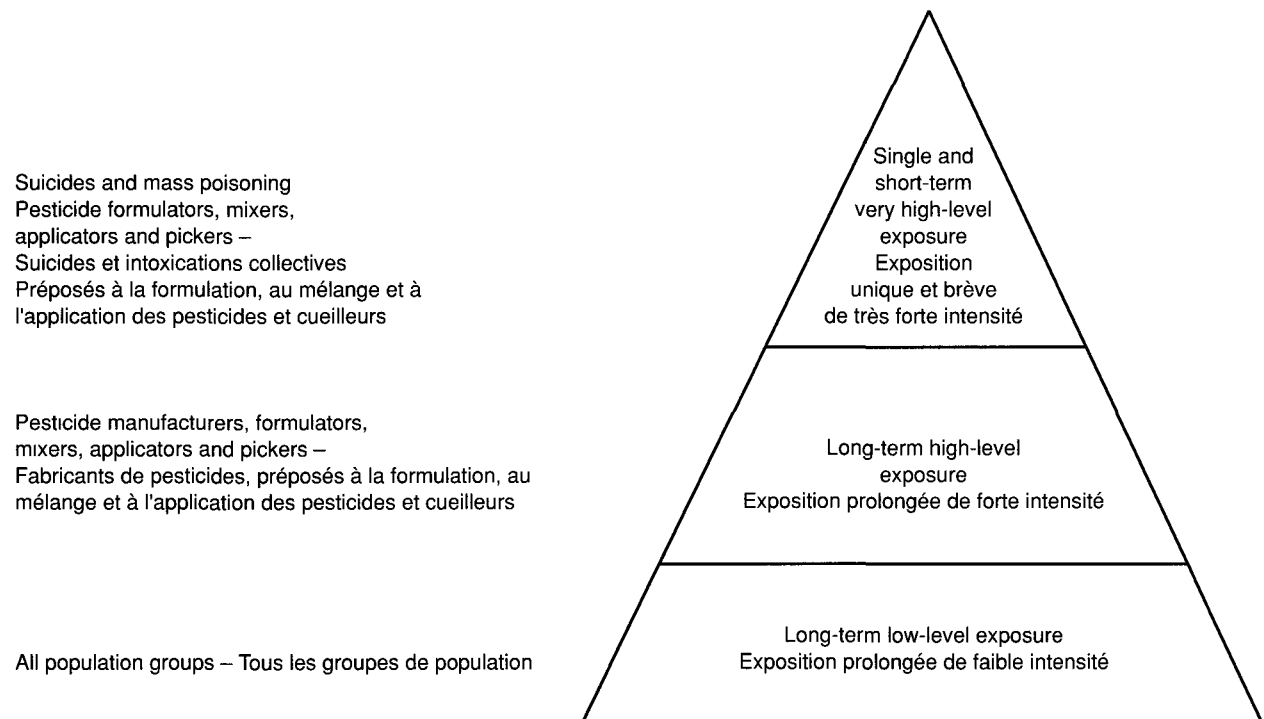 Suicides and mass poisoning
Pesticide formulators, mixers,
applicators and pickers –
Suicides et intoxications collectives
Préposés à la formulation, au mélange et à
l'application des pesticides et cueilleurs
Single and
short-term
very high-level
exposure
Exposition
unique et brève
de très forte intensité
Pesticide manufacturers, formulators,
mixers, applicators and pickers –
Fabricants de pesticides, préposés à la formulation, au
mélange et à l'application des pesticides et cueilleurs
Long-term high-level
exposure
Exposition prolongée de forte intensité
All population groups – Tous les groupes de population
Long-term low-level exposure
Exposition prolongée de faible intensité